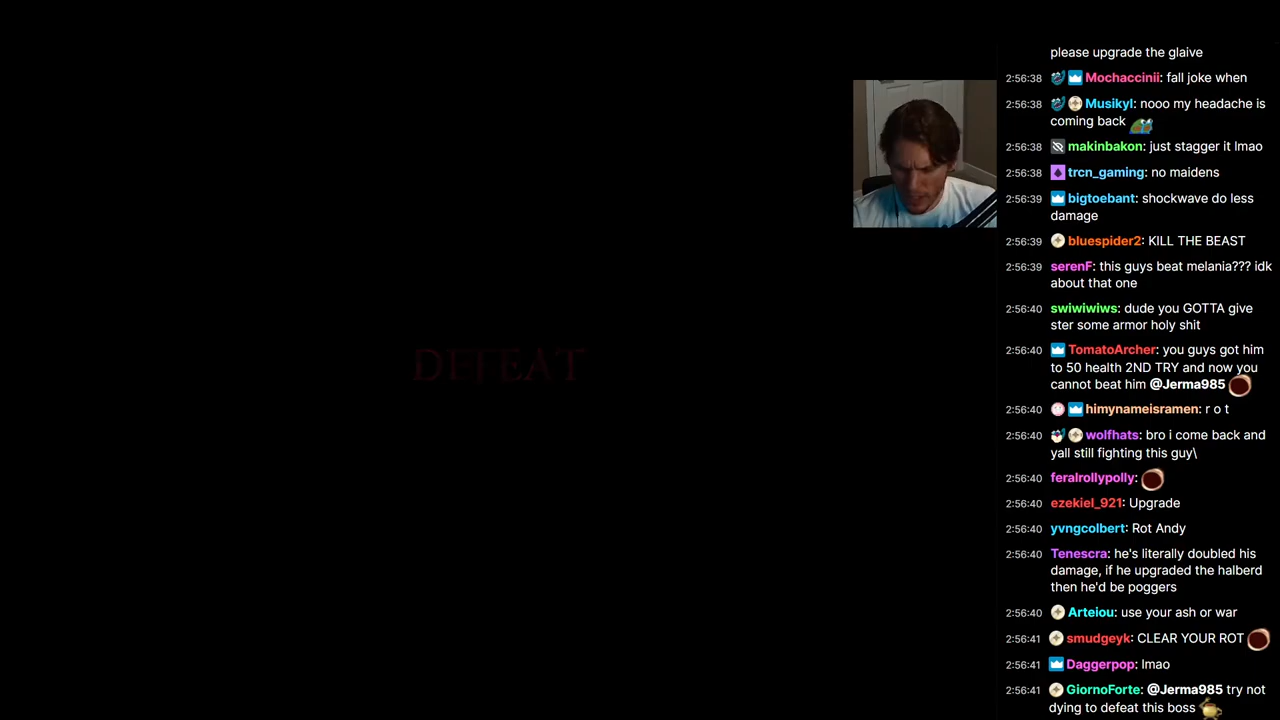 please upgrade the glaive
2:56:38 Mochaccinii: fall joke when
2:56:38 Musikyl: nooo my headache is
coming back
2:56:38 makinbakon: just stagger it lmao
2:56:38 trcn_gaming: no maidens
2:56:39 bigtoebant: shockwave do less
damage
2:56:39 bluespider2: KILL THE BEAST
2:56:39 serenF: this guys beat melania??? idk
about that one
2:56:40 swiwiwiws: dude you GOTTA give
ster some armor holy shit
2:56:40 TomatoArcher: you guys got him
to 50 health 2ND TRY and now you
cannot beat him @Jerma985
DEFEAT
2:56:40 himynameisramen: r o t
2:56:40 wolfhats: bro i come back and
yall still fighting this guy\
2:56:40 feralrollypolly:
2:56:40 ezekiel_921: Upgrade
2:56:40 yvngcolbert: Rot Andy
2:56:40 Tenescra: he's literally doubled his
damage, if he upgraded the halberd
then he'd be poggers
2:56:40 Arteiou: use your ash or war
2:56:41 smudgeyk: CLEAR YOUR ROT
2:56:41 Daggerpop: lmao
2:56:41 GiornoForte: @Jerma985 try not
dying to defeat this boss